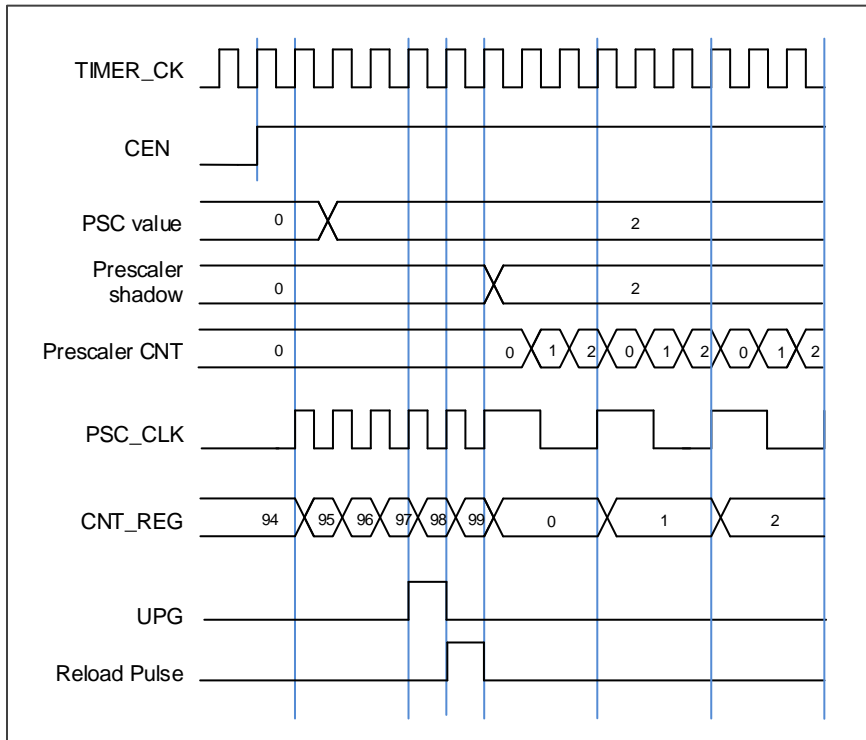 TIMER_CK
CEN
PSC value 0 2
Prescaler
shadow 0 2
Prescaler CNT 0 0 1 2 0 1 2 0 1 2
PSC_CLK
CNT_REG 94 95 96 97 98 99 0 1 2
UPG
Reload Pulse